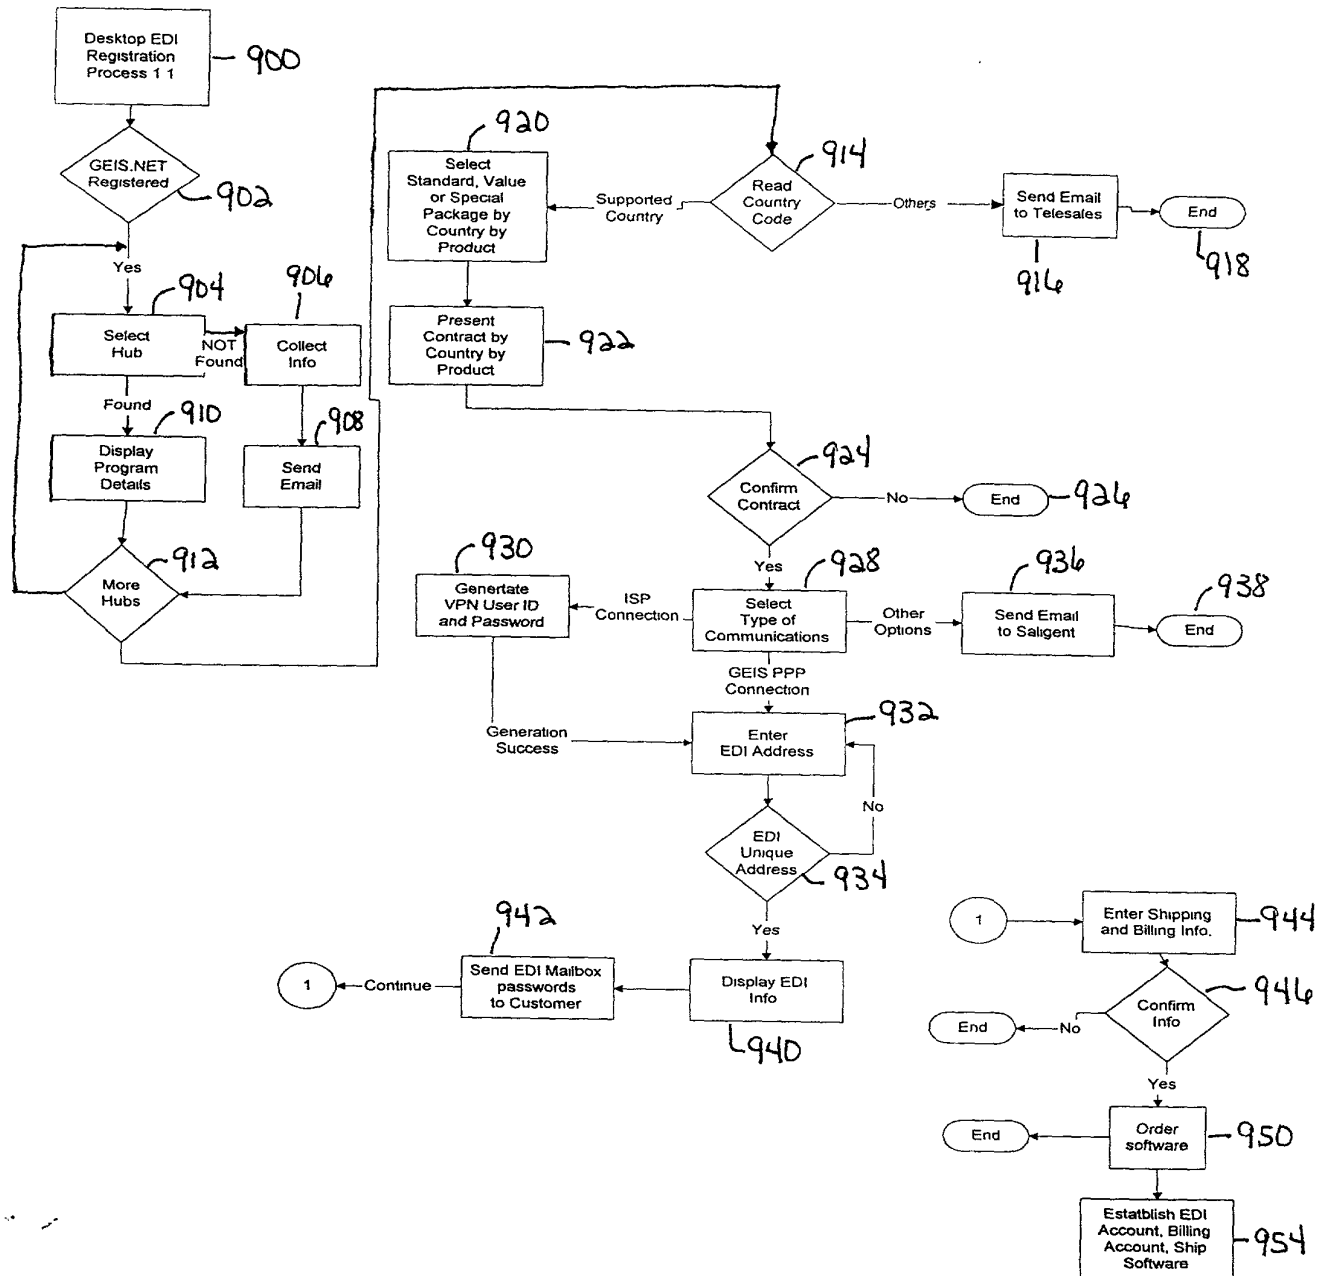 Desktop EDI
Registration
Process 1 1
900
GEIS.NET
Registered
902
Yes
904
Select
Hub
NOT
Found
906
Collect
Info
Found
910
Display
Program
Details
908
Send
Email
912
More
Hubs
920
Select
Standard, Value
or Special
Package by
Country by
Product
Supported
Country
914
Read
Country
Code
Others
Send Email
to Telesales
916
End
918
Present
Contract by
Country by
Product
922
924
Confirm
Contract
No
End
926
Yes
928
Select
Type of
Communications
930
Genertate
VPN User ID
and Password
ISP
Connection
Other
Options
936
Send Email
to Saligent
938
End
GEIS PPP
Connection
932
Enter
EDI Address
Generation
Success
No
EDI
Unique
Address
934
Yes
Display EDI
Info
940
942
Send EDI Mailbox
passwords
to Customer
Continue
1
1
Enter Shipping
and Billing Info.
944
946
Confirm
Info
No
End
Yes
Order
software
950
End
Estatblish EDI
Account, Billing
Account, Ship
Software
954